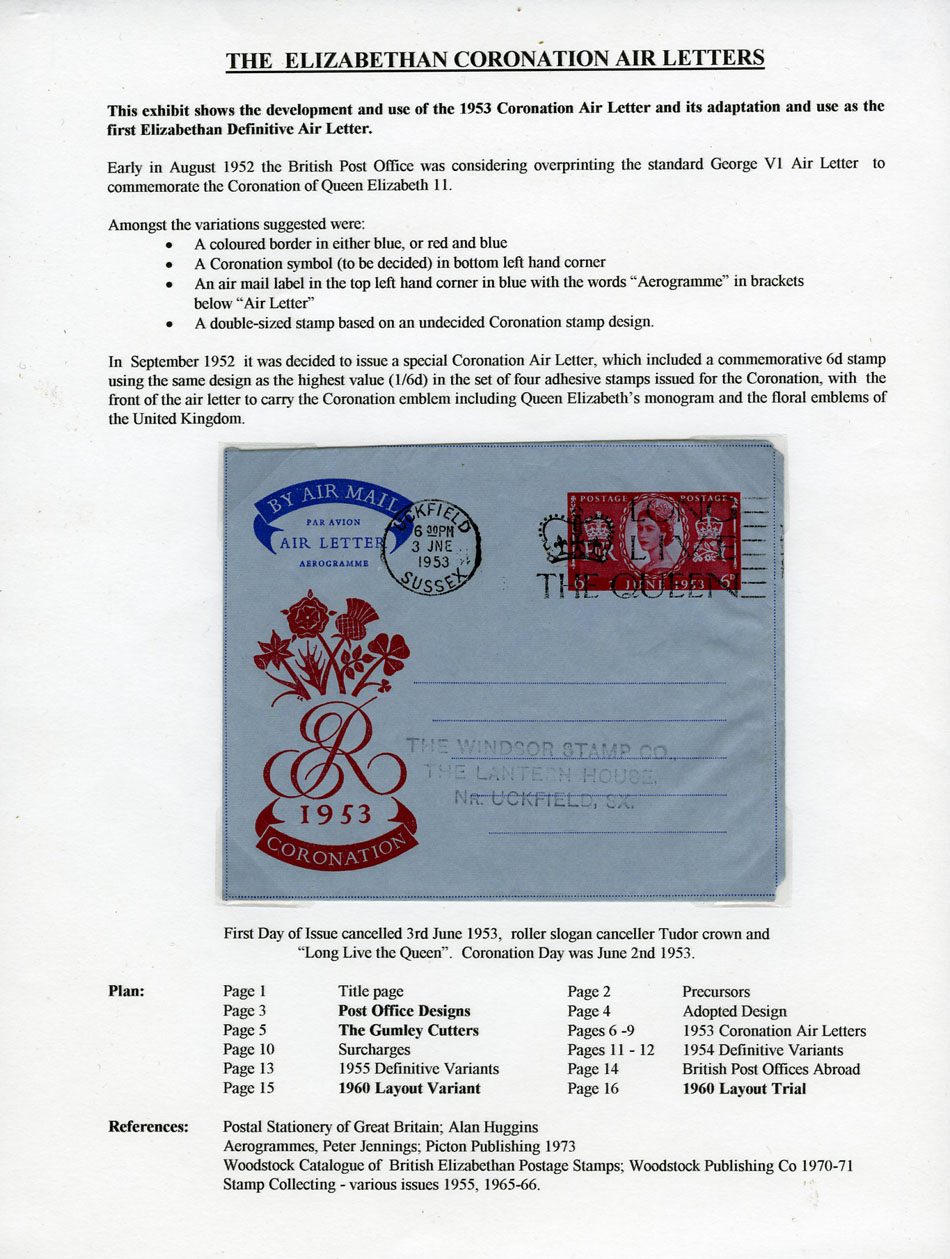 THE ELIZABETHAN CORONATION AIR LETTERS
This exhibit shows the development and use of the 1953 Coronation Air Letter and its adaptation and use as the
first Elizabethan Definitive Air Letter.
Early in August 1952 the British Post Office was considering overprinting the standard George V1 Air Letter to
commemorate the Coronation of Queen Elizabeth 11.
Amongst the variations suggested were:
• A coloured border in either blue, or red and blue
• A Coronation symbol (to be decided) in bottom left hand corner
• An air mail label in the top left hand corner in blue with the words “Aerogramme” in brackets
below “Air Letter”
• A double-sized stamp based on an undecided Coronation stamp design.
In September 1952 it was decided to issue a special Coronation Air Letter, which included a commemorative 6d stamp
using the same design as the highest value (1/6d) in the set of four adhesive stamps issued for the Coronation, with the
front of the air letter to carry the Coronation emblem including Queen Elizabeth’s monogram and the floral emblems of
the United Kingdom.
BY AIR MAIL
PAR AVION
AIR LETTER
AEROGRAMME
UCKFIELD
6 30PM
3 JNE
1953
SUSSEX
POSTAGE POSTAGE
LONG
LIVE
THE QUEEN
6D 2 JUNE 1953 6D
ER
1953
CORONATION
THE WINDSOR STAMP CO.,
THE LANTERN HOUSE,
NR. UCKFIELD, SX.
First Day of Issue cancelled 3rd June 1953, roller slogan canceller Tudor crown and
“Long Live the Queen”. Coronation Day was June 2nd 1953.
Plan: Page 1 Title page Page 2 Precursors
Page 3 Post Office Designs Page 4 Adopted Design
Page 5 The Gumley Cutters Pages 6 -9 1953 Coronation Air Letters
Page 10 Surcharges Pages 11 - 12 1954 Definitive Variants
Page 13 1955 Definitive Variants Page 14 British Post Offices Abroad
Page 15 1960 Layout Variant Page 16 1960 Layout Trial
References: Postal Stationery of Great Britain; Alan Huggins
Aerogrammes, Peter Jennings; Picton Publishing 1973
Woodstock Catalogue of British Elizabethan Postage Stamps; Woodstock Publishing Co 1970-71
Stamp Collecting - various issues 1955, 1965-66.